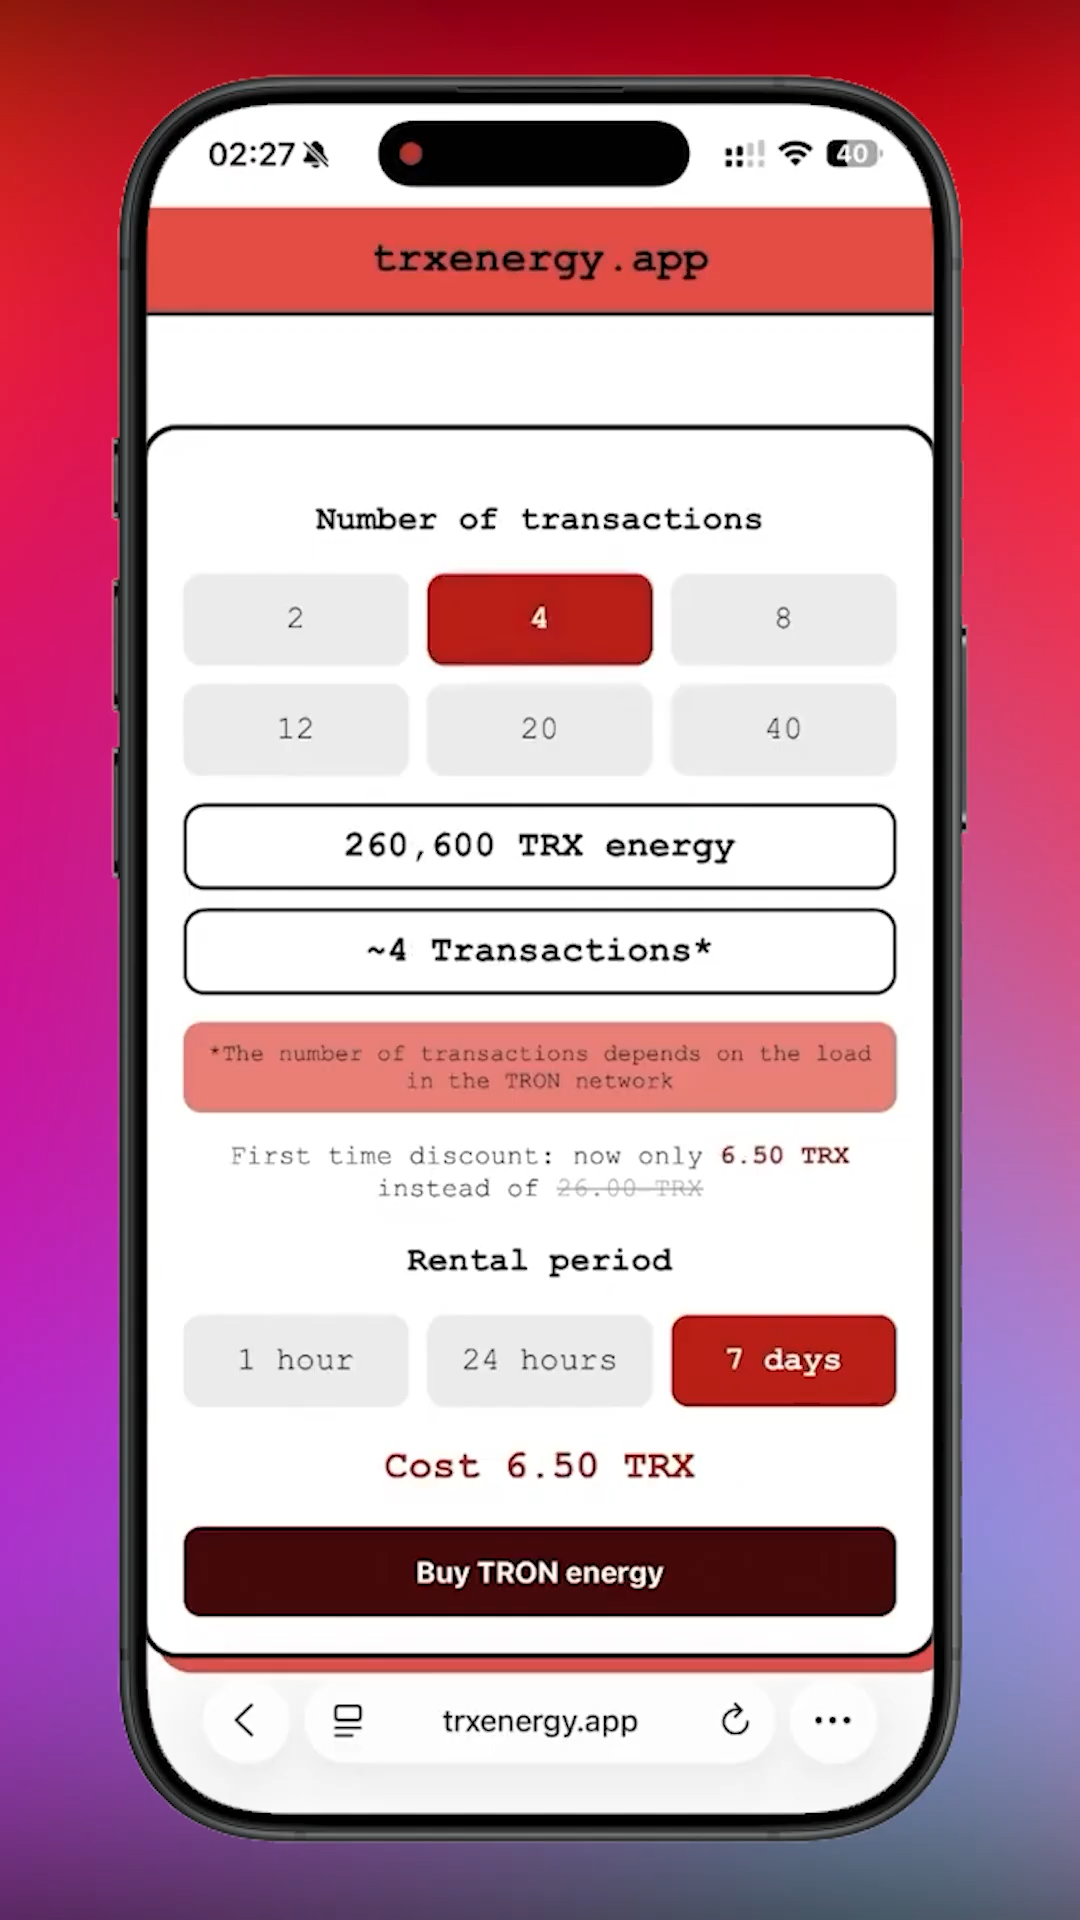 02:27
40
trxenergy.app
Number of transactions
2
4
8
12
20
40
260,600 TRX energy
~4 Transactions*
*The number of transactions depends on the load
in the TRON network
First time discount: now only 6.50 TRX
instead of 26.00 TRX
Rental period
1 hour
24 hours
7 days
Cost 6.50 TRX
Buy TRON energy
trxenergy.app